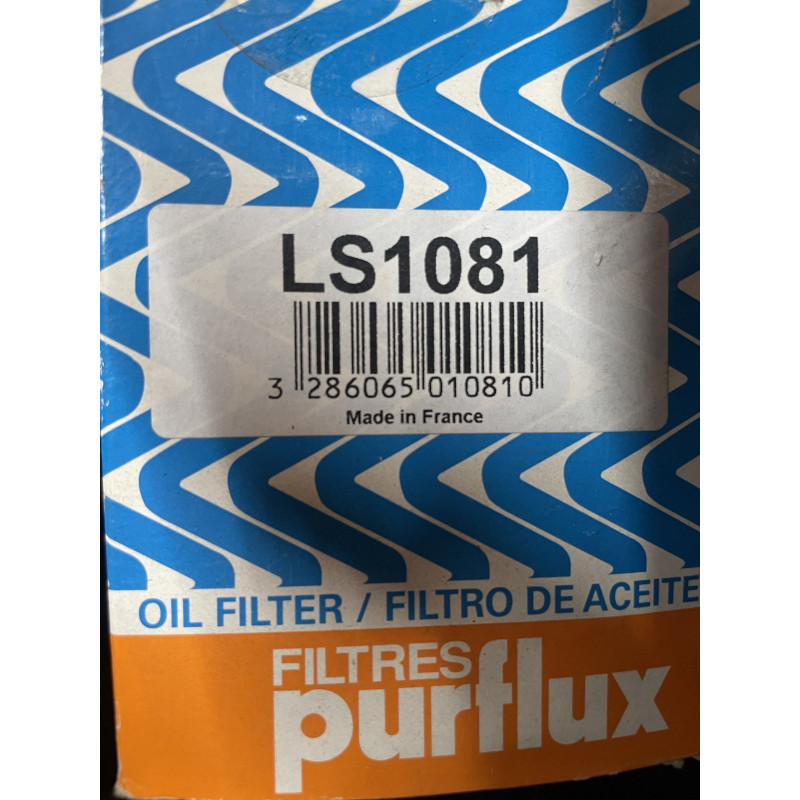 LS1081
3 286065 010810
Made in France
OIL FILTER / FILTRO DE ACEITE
FILTRES
purflux